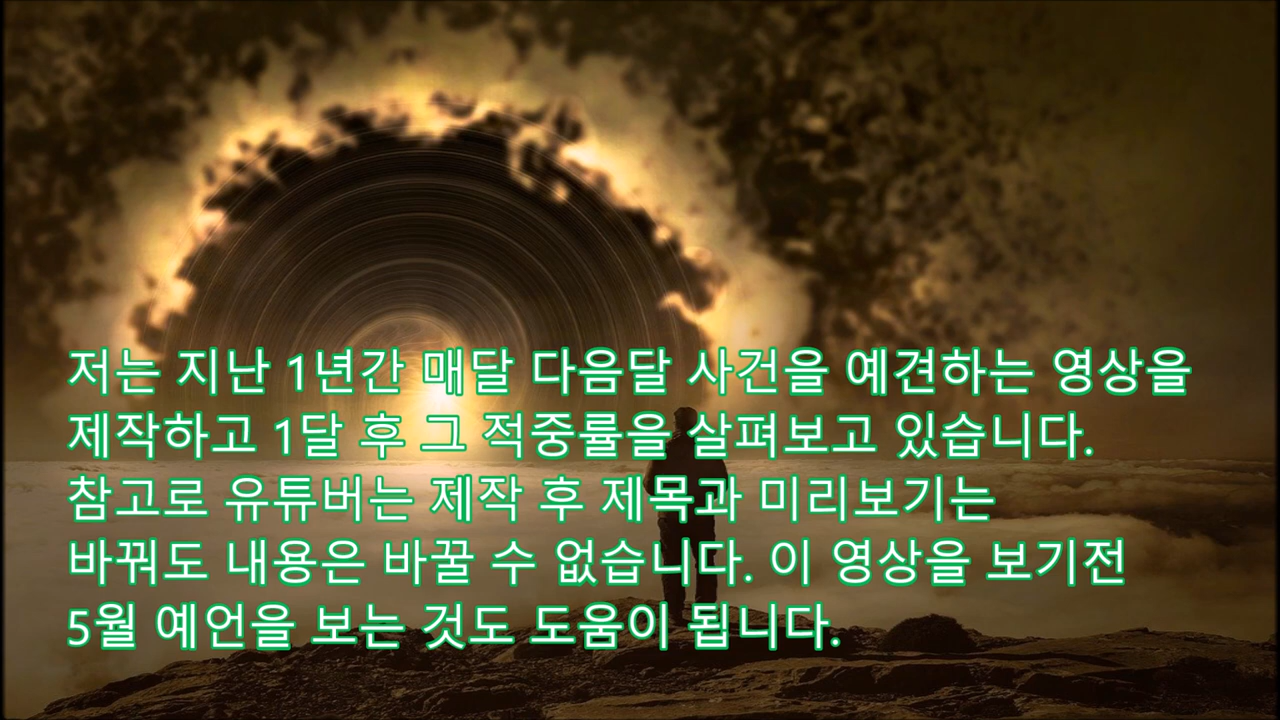 저는 지난 1년간 매달 다음달 사건을 예견하는 영상을
제작하고 1달 후 그 적중률을 살펴보고 있습니다.
참고로 유튜버는 제작 후 제목과 미리보기는
바꿔도 내용은 바꿀 수 없습니다. 이 영상을 보기전
5월 예언을 보는 것도 도움이 됩니다.